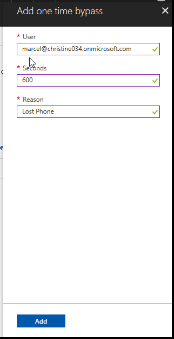 Add one time bypass
* User
marcel@christine034.onmicrosoft.com
* Seconds
600
* Reason
Lost Phone
Add